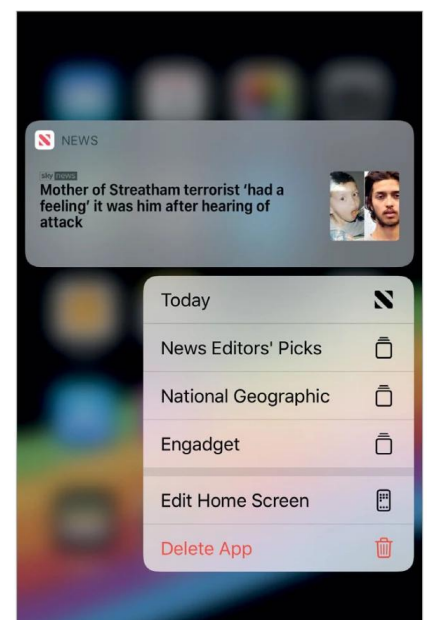 NEWS
sky news
Mother of Streatham terrorist ‘had a
feeling’ it was him after hearing of
attack
Today
News Editors' Picks
National Geographic
Engadget
Edit Home Screen
Delete App